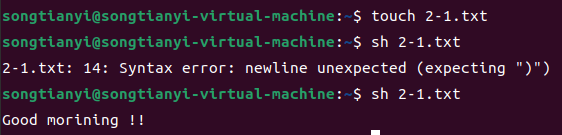 songtianyi@songtianyi-virtual-machine:~$ touch 2-1.txt
songtianyi@songtianyi-virtual-machine:~$ sh 2-1.txt
2-1.txt: 14: Syntax error: newline unexpected (expecting ")")
songtianyi@songtianyi-virtual-machine:~$ sh 2-1.txt
Good morining !!